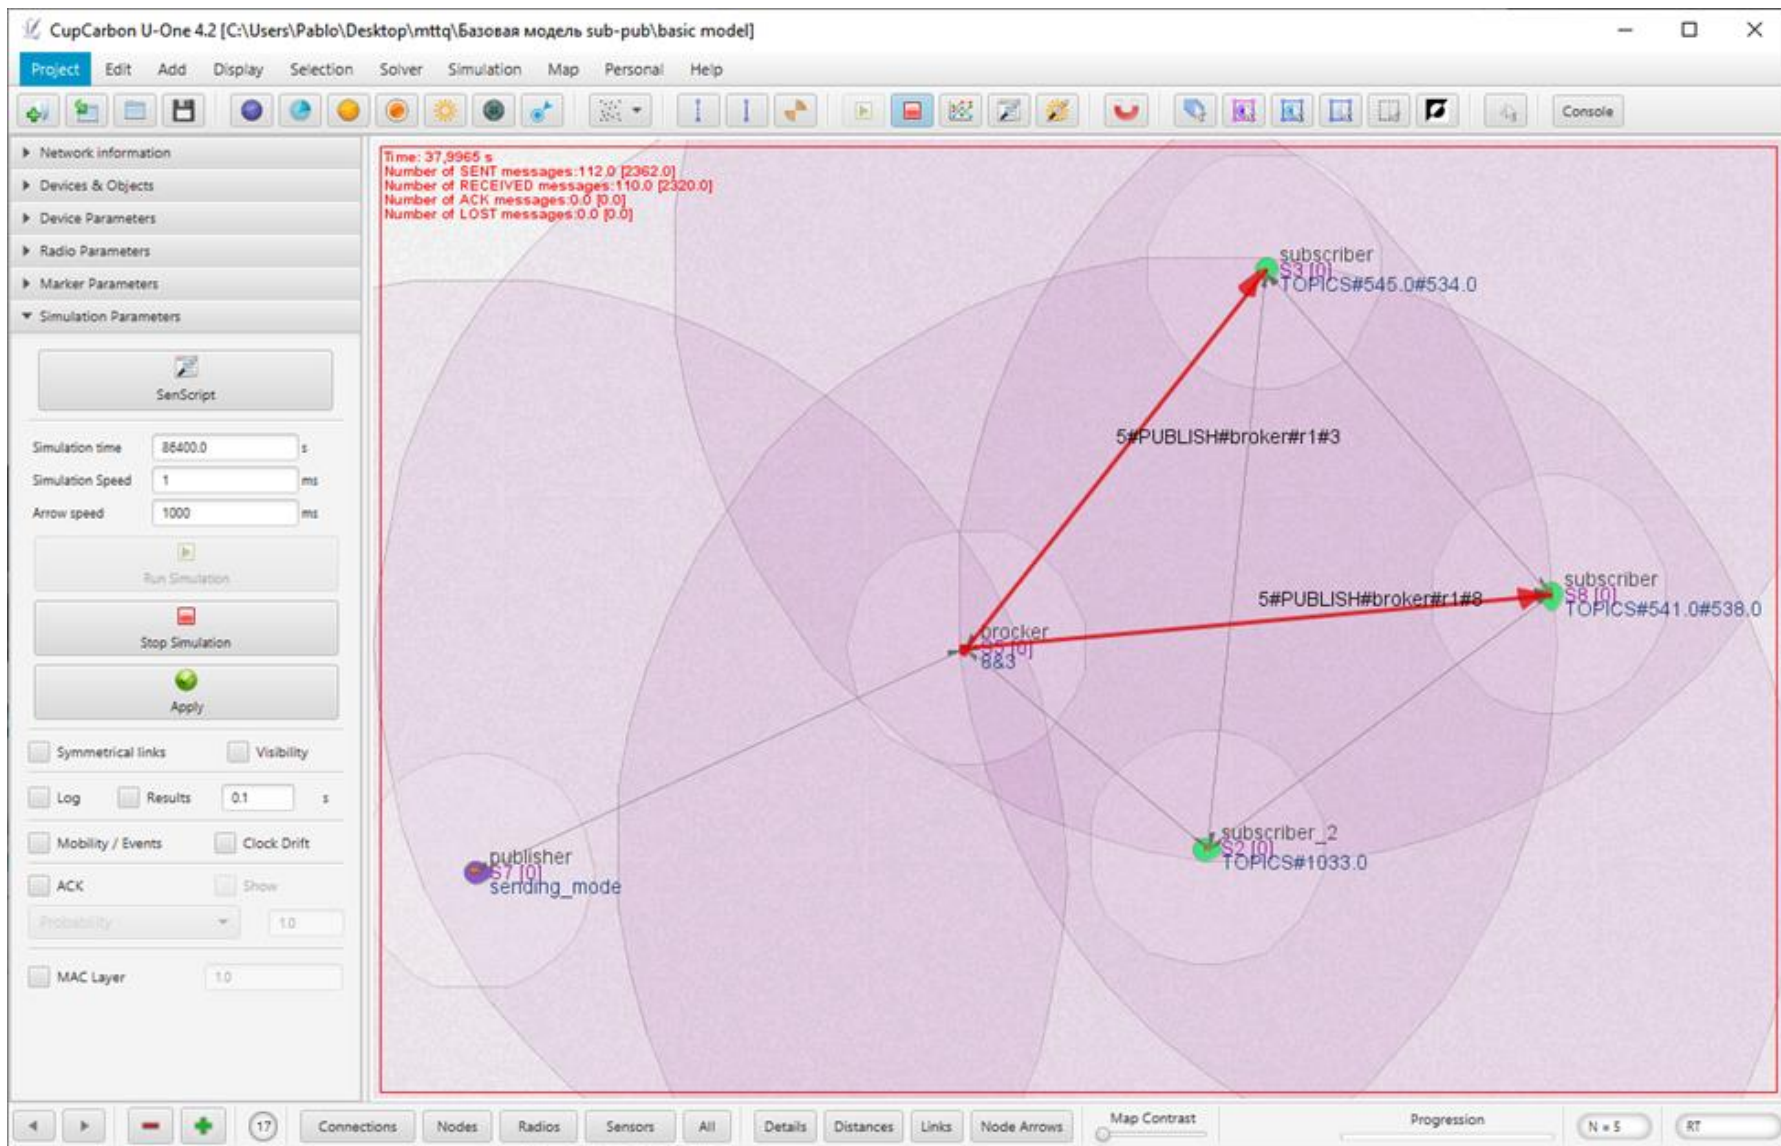 CupCarbon U-One 4.2 [C:\Users\Pablo\Desktop\mttq\Базовая модель sub-pub\basic model]
Project Edit Add Display Selection Solver Simulation Map Personal Help
Console
Network information
Devices & Objects
Device Parameters
Radio Parameters
Marker Parameters
Simulation Parameters
SenScript
Simulation time 86400.0 s
Simulation Speed 1 ms
Arrow speed 1000 ms
Run Simulation
Stop Simulation
Apply
Symmetrical links Visibility
Log Results 0.1 s
Mobility / Events Clock Drift
ACK Show
Probability 1.0
MAC Layer 1.0
Time: 37,9965 s
Number of SENT messages:112.0 [2362.0]
Number of RECEIVED messages:110.0 [2320.0]
Number of ACK messages:0.0 [0.0]
Number of LOST messages:0.0 [0.0]
subscriber
S3 [0]
TOPICS#545.0#534.0
5#PUBLISH#broker#r1#3
subscriber
S8 [0]
TOPICS#541.0#538.0
5#PUBLISH#broker#r1#8
brocker
S5 [0]
8&3
subscriber_2
S2 [0]
TOPICS#1033.0
publisher
S7 [0]
sending_mode
17 Connections Nodes Radios Sensors All Details Distances Links Node Arrows Map Contrast Progression N = 5 RT